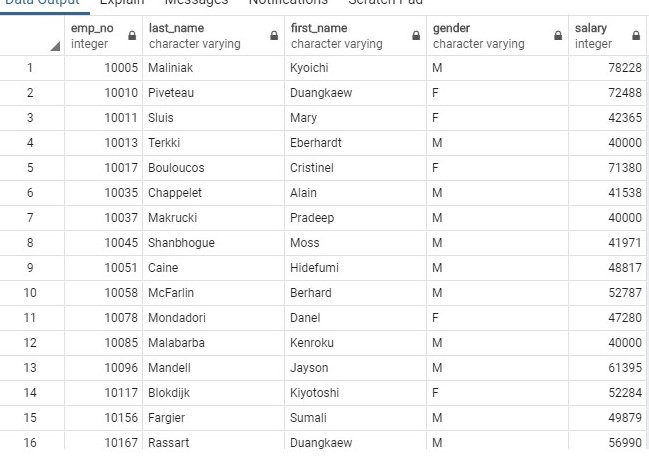 Data Output Explain Messages Notifications Scratch Pad
emp_no last_name first_name gender salary
integer character varying character varying character varying integer
1 10005 Maliniak Kyoichi M 78228
2 10010 Piveteau Duangkaew F 72488
3 10011 Sluis Mary F 42365
4 10013 Terkki Eberhardt M 40000
5 10017 Bouloucos Cristinel F 71380
6 10035 Chappelet Alain M 41538
7 10037 Makrucki Pradeep M 40000
8 10045 Shanbhogue Moss M 41971
9 10051 Caine Hidefumi M 48817
10 10058 McFarlin Berhard M 52787
11 10078 Mondadori Danel F 47280
12 10085 Malabarba Kenroku M 40000
13 10096 Mandell Jayson M 61395
14 10117 Blokdijk Kiyotoshi F 52284
15 10156 Fargier Sumali M 49879
16 10167 Rassart Duangkaew M 56990